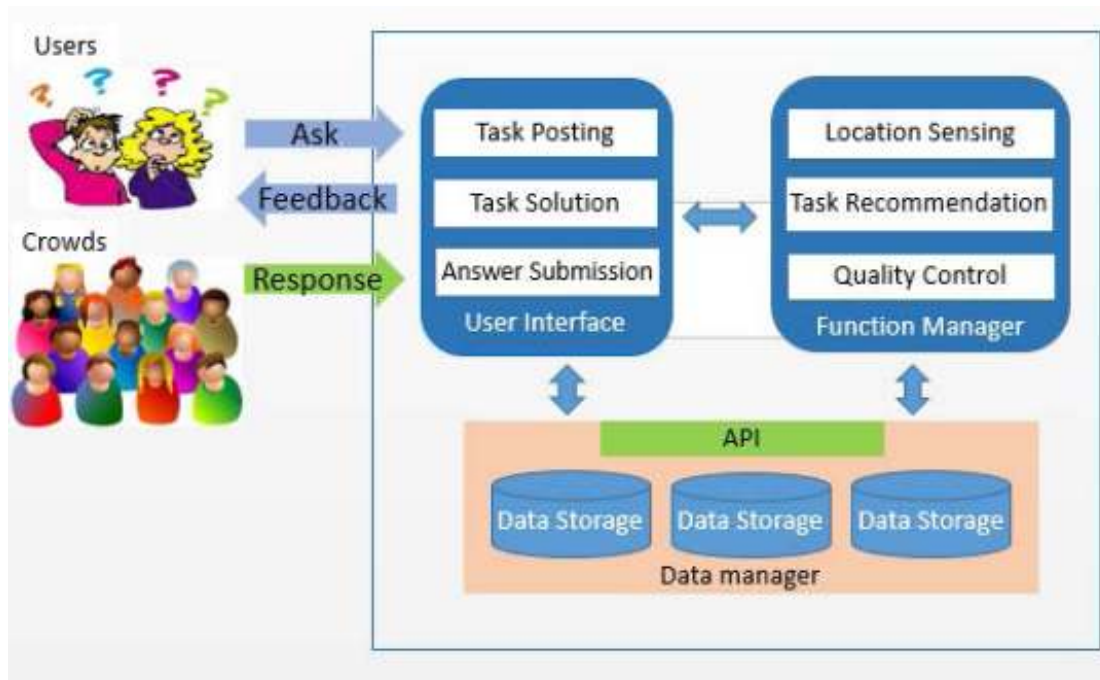 Users
? ? ? ?
Ask
Feedback
Crowds
Response
Task Posting
Task Solution
Answer Submission
User Interface
Location Sensing
Task Recommendation
Quality Control
Function Manager
API
Data Storage
Data Storage
Data Storage
Data manager